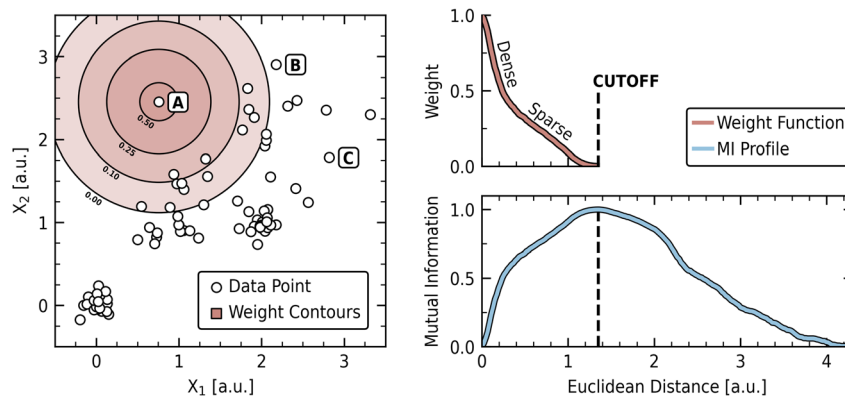 3
2
1
0
X₂ [a.u.]
0
1
2
3
X₁ [a.u.]
A
B
C
0.50
0.25
0.10
0.00
Data Point
Weight Contours
1.0
0.5
0.0
Weight
Dense
Sparse
CUTOFF
Weight Function
MI Profile
1.0
0.5
0.0
Mutual Information
0
1
2
3
4
Euclidean Distance [a.u.]